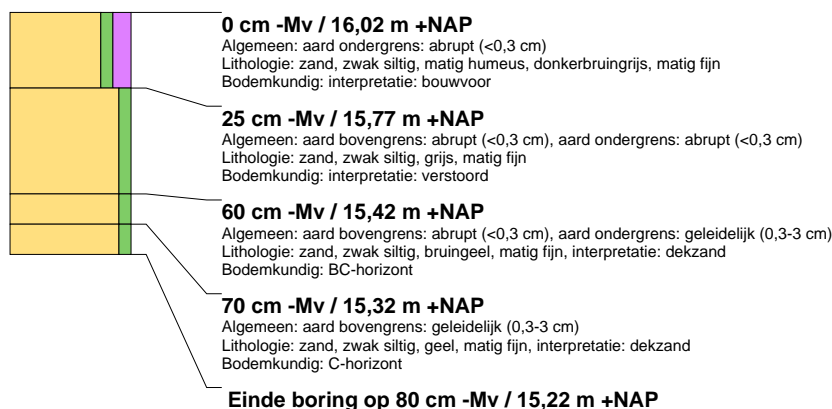 0 cm -Mv / 16,02 m +NAP
Algemeen: aard ondergrens: abrupt (<0,3 cm)
Lithologie: zand, zwak siltig, matig humeus, donkerbruingrijs, matig fijn
Bodemkundig: interpretatie: bouwvoor
25 cm -Mv / 15,77 m +NAP
Algemeen: aard bovengrens: abrupt (<0,3 cm), aard ondergrens: abrupt (<0,3 cm)
Lithologie: zand, zwak siltig, grijs, matig fijn
Bodemkundig: interpretatie: verstoord
60 cm -Mv / 15,42 m +NAP
Algemeen: aard bovengrens: abrupt (<0,3 cm), aard ondergrens: geleidelijk (0,3-3 cm)
Lithologie: zand, zwak siltig, bruingeel, matig fijn, interpretatie: dekzand
Bodemkundig: BC-horizont
70 cm -Mv / 15,32 m +NAP
Algemeen: aard bovengrens: geleidelijk (0,3-3 cm)
Lithologie: zand, zwak siltig, geel, matig fijn, interpretatie: dekzand
Bodemkundig: C-horizont
Einde boring op 80 cm -Mv / 15,22 m +NAP